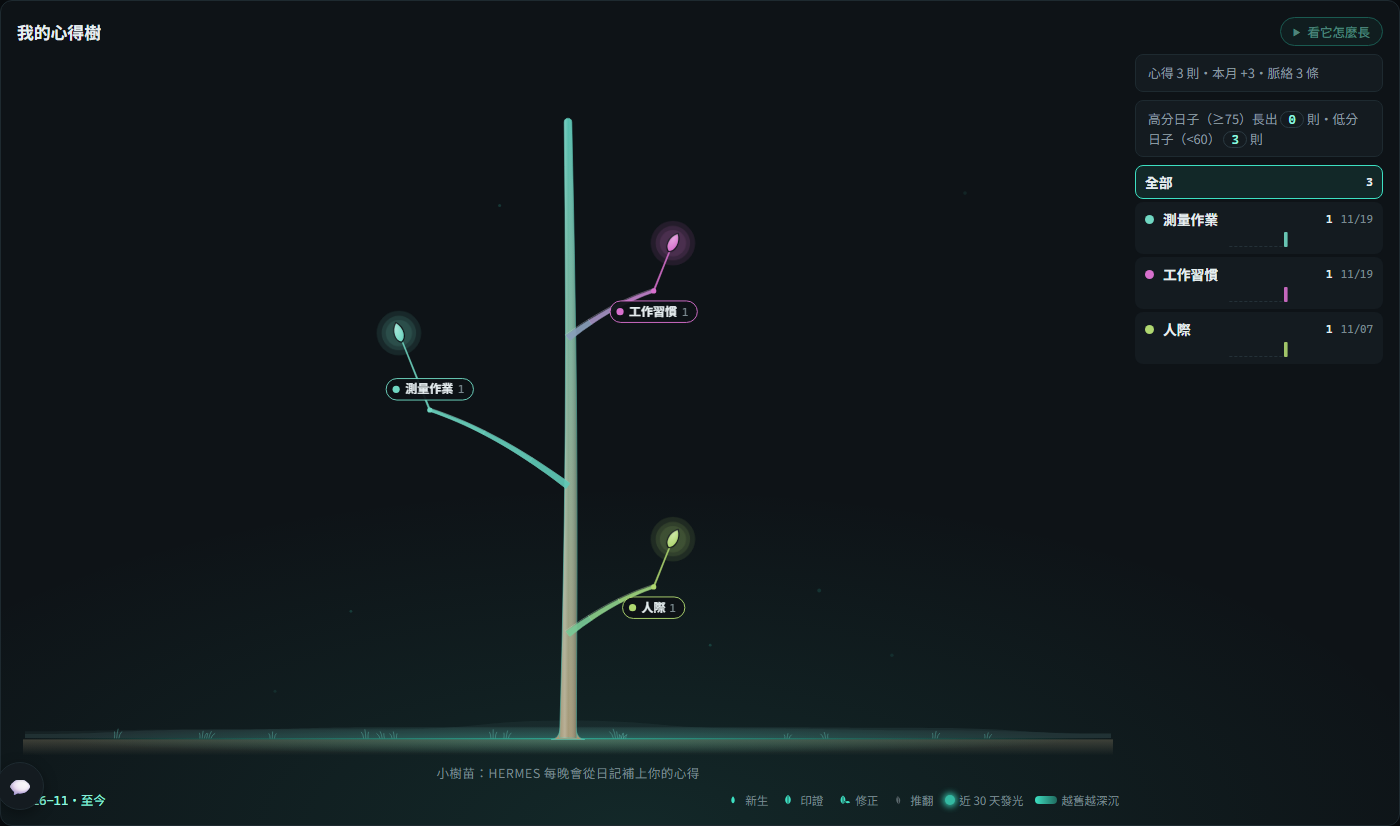 我的心得樹
看它怎麼長
心得 3 則・本月 +3・脈絡 3 條
高分日子（≥75）長出 0 則・低分
日子（<60） 3 則
全部 3
測量作業 1 11/19
工作習慣 1 11/19
人際 1 11/07
工作習慣 1
測量作業 1
人際 1
小樹苗：HERMES 每晚會從日記補上你的心得
6-11・至今
新生 印證 修正 推翻 近 30 天發光 越舊越深沉